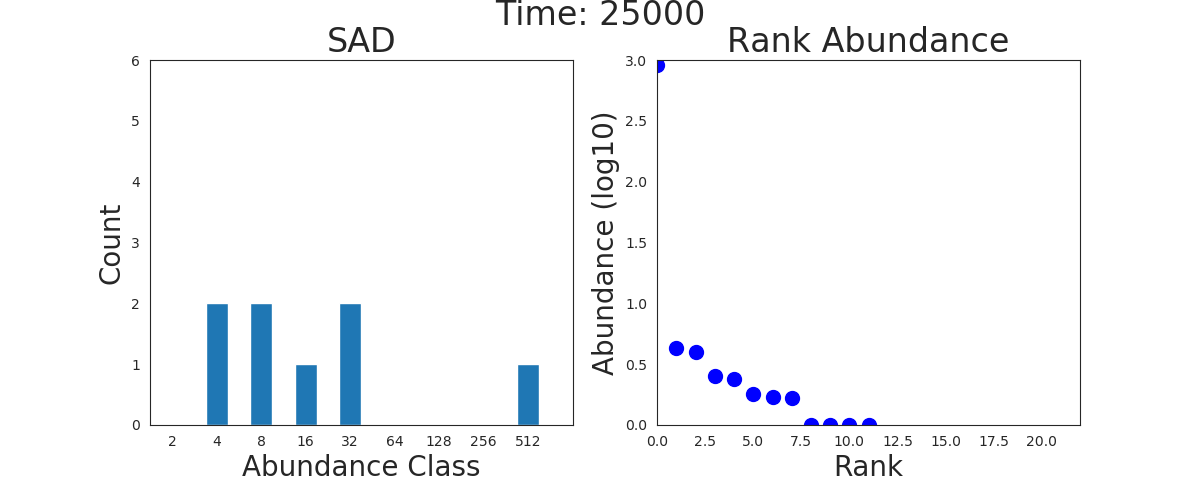 Time: 25000
SAD
Rank Abundance
6
5
4
3
2
1
0
Count
2 4 8 16 32 64 128 256 512
Abundance Class
3.0
2.5
2.0
1.5
1.0
0.5
0.0
Abundance (log10)
0.0 2.5 5.0 7.5 10.0 12.5 15.0 17.5 20.0
Rank